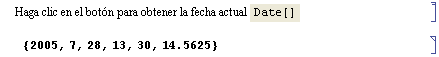 Haga clic en el botón para obtener la fecha actual Date[]
{2005, 7, 28, 13, 30, 14.5625}